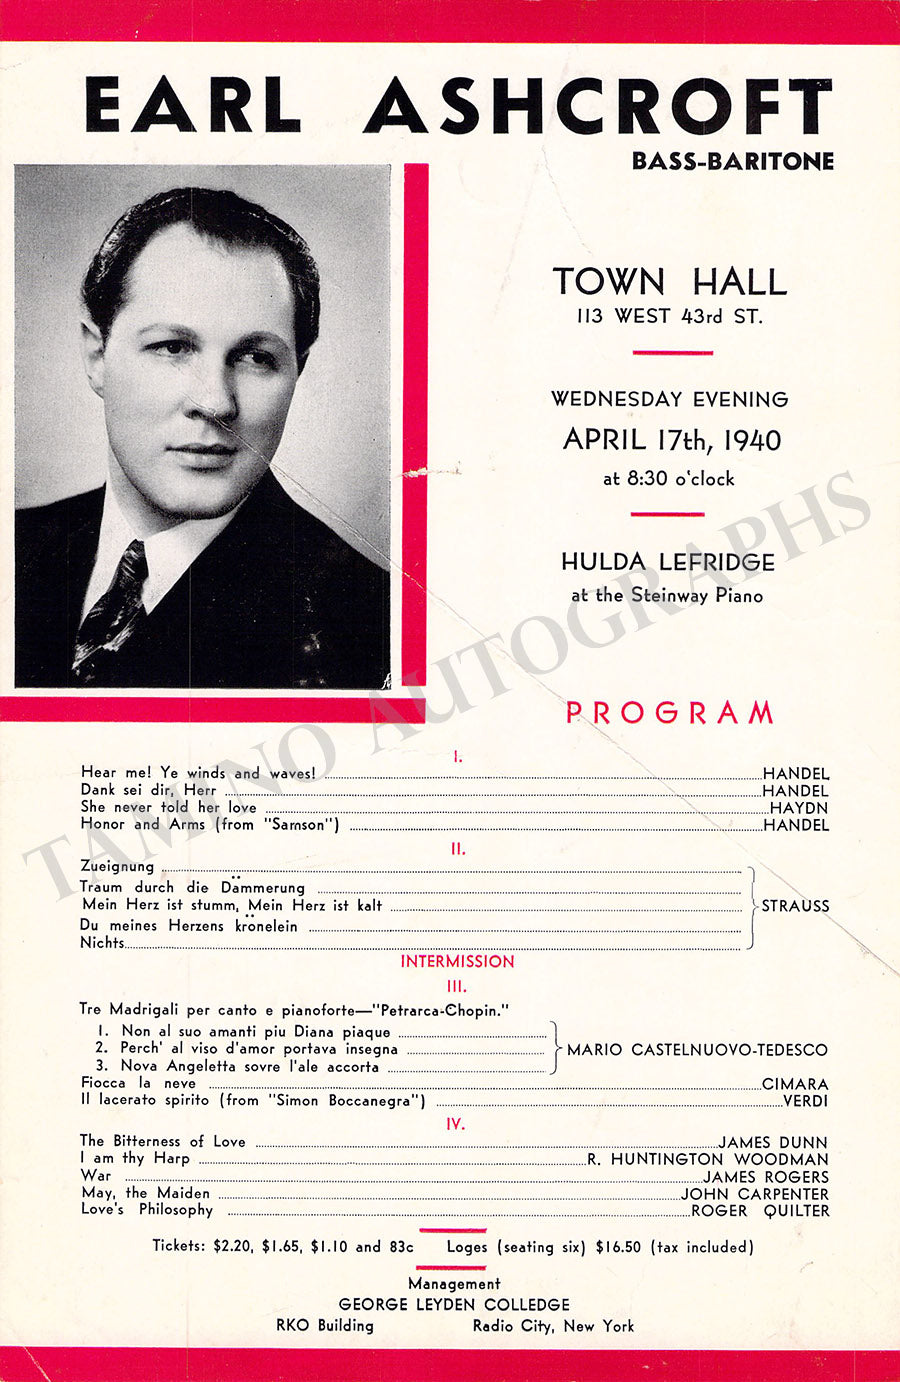 EARL ASHCROFT
BASS-BARITONE
TOWN HALL
113 WEST 43rd ST.
WEDNESDAY EVENING
APRIL 17th, 1940
at 8:30 o'clock
HULDA LEFRIDGE
at the Steinway Piano
TAMINO AUTOGRAPHS
PROGRAM
I.
Hear me! Ye winds and waves! HANDEL
Dank sei dir, Herr HANDEL
She never told her love HAYDN
Honor and Arms (from "Samson") HANDEL
II.
Zueignung
Traum durch die Dämmerung
Mein Herz ist stumm, Mein Herz ist kalt STRAUSS
Du meines Herzens krönelein
Nichts
INTERMISSION
III.
Tre Madrigali per canto e pianoforte—"Petrarca-Chopin."
1. Non al suo amanti piu Diana piaque
2. Perch' al viso d'amor portava insegna MARIO CASTELNUOVO-TEDESCO
3. Nova Angeletta sovre l'ale accorta
Fiocca la neve CIMARA
Il lacerato spirito (from "Simon Boccanegra") VERDI
IV.
The Bitterness of Love JAMES DUNN
I am thy Harp R. HUNTINGTON WOODMAN
War JAMES ROGERS
May, the Maiden JOHN CARPENTER
Love's Philosophy ROGER QUILTER
Tickets: $2.20, $1.65, $1.10 and 83c Loges (seating six) $16.50 (tax included)
Management
GEORGE LEYDEN COLLEDGE
RKO Building Radio City, New York